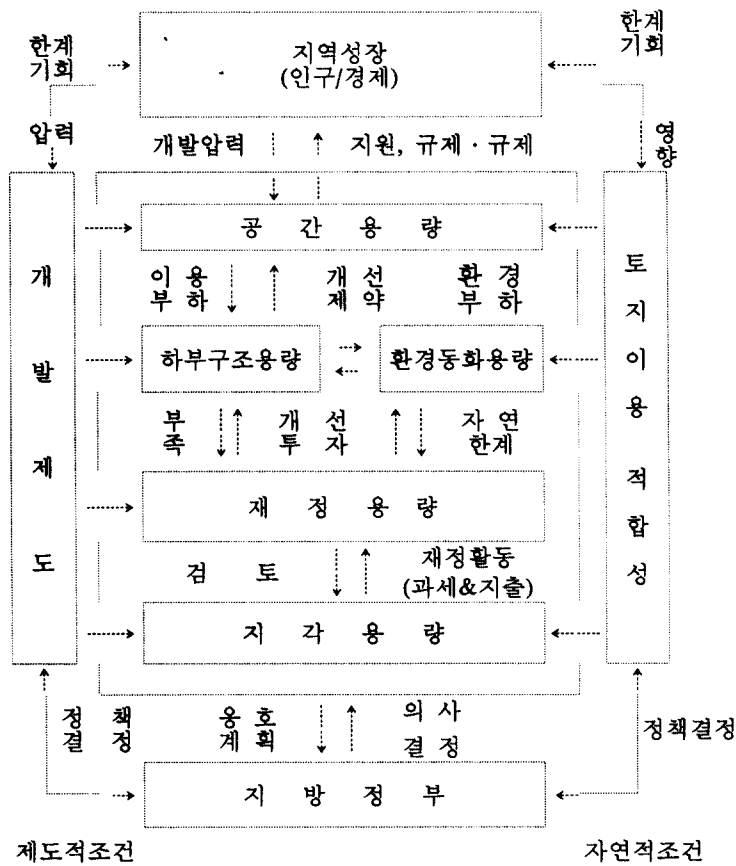 한계
기회
지역성장
(인구/경제)
한계
기회
압력
개발압력
지원, 규제 · 규제
영향
개발제도
공 간 용 량
토지이용 적합성
이 용
부 하
개 선
제 약
환 경
부 하
하부구조용량
환경동화용량
부
족
개 선
투 자
자 연
한계
재 정 용 량
검 토
재정활동
(과세&지출)
지 각 용 량
정 책
결 정
옹 호
계 획
의 사
결 정
정책결정
지 방 정 부
제도적조건
자연적조건